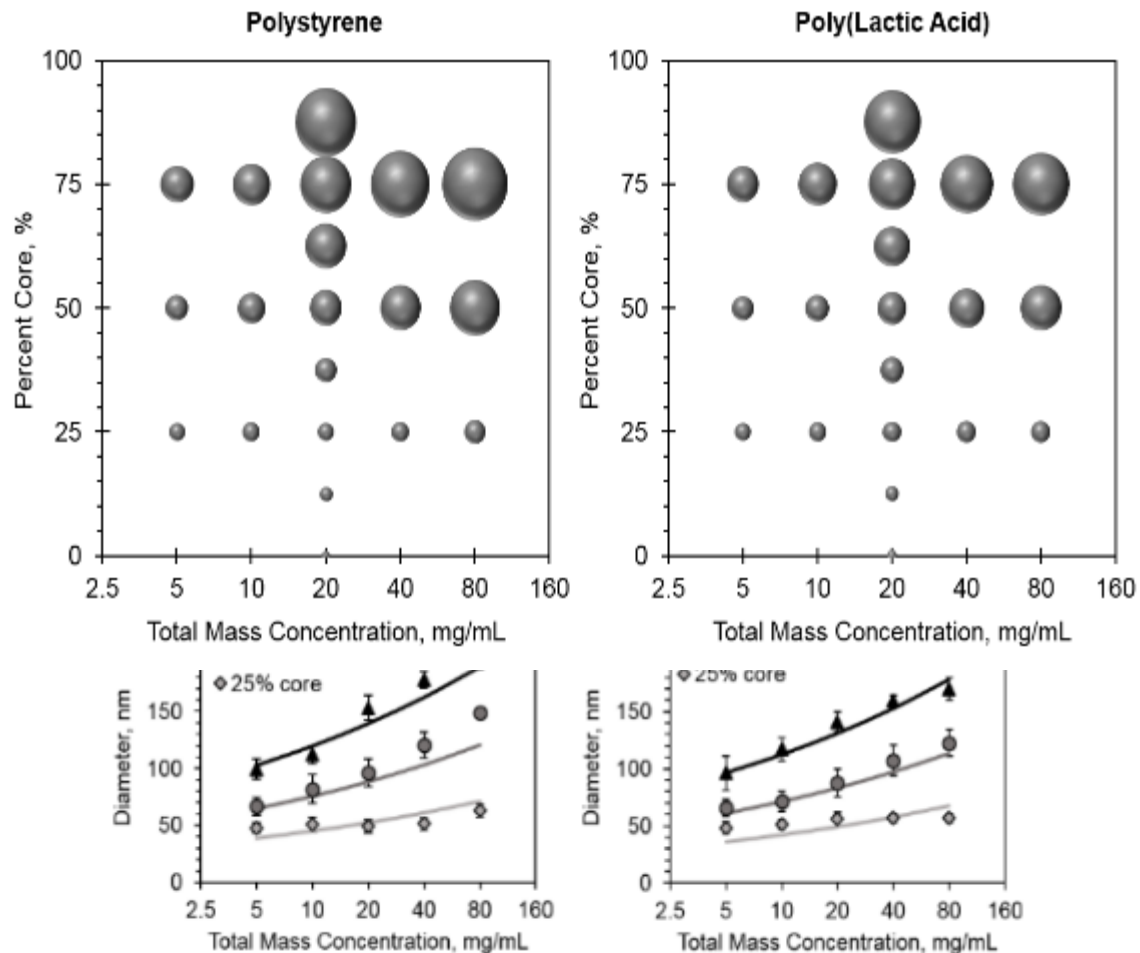 Polystyrene
Poly(Lactic Acid)
100
75
50
25
0
Percent Core, %
2.5 5 10 20 40 80 160
Total Mass Concentration, mg/mL
100
75
50
25
0
Percent Core, %
2.5 5 10 20 40 80 160
Total Mass Concentration, mg/mL
25% core
150
100
50
0
Diameter, nm
2.5 5 10 20 40 80 160
Total Mass Concentration, mg/mL
25% core
150
100
50
0
Diameter, nm
2.5 5 10 20 40 80 160
Total Mass Concentration, mg/mL